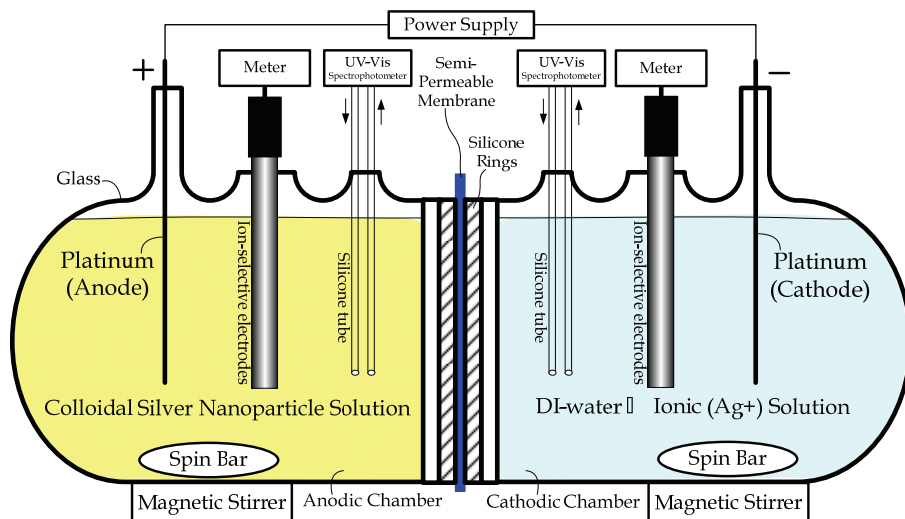 Power Supply
+
Meter
UV-Vis
Spectrophotometer
Semi-
Permeable
Membrane
UV-Vis
Spectrophotometer
Meter
−
Silicone
Rings
Glass
Platinum
(Anode)
Ion-selective electrodes
Silicone tube
Silicone tube
Ion-selective electrodes
Platinum
(Cathode)
Colloidal Silver Nanoparticle Solution
DI-water ▯ Ionic (Ag+) Solution
Spin Bar
Spin Bar
Anodic Chamber
Cathodic Chamber
Magnetic Stirrer
Magnetic Stirrer